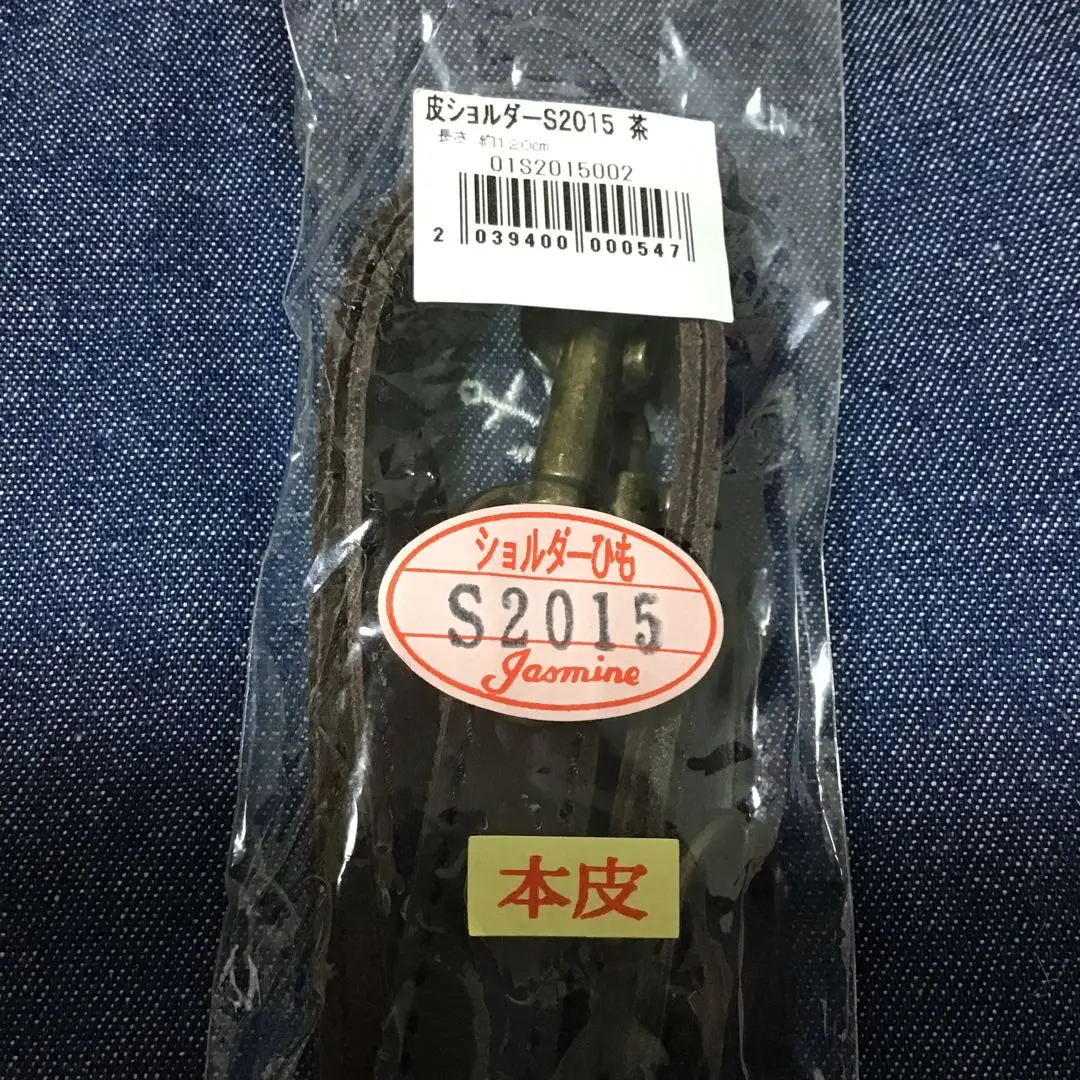 皮ショルダーS2015 茶
長さ 約120cm
01S2015002
2 039400 000547
ショルダーひも
S2015
Jasmine
本皮